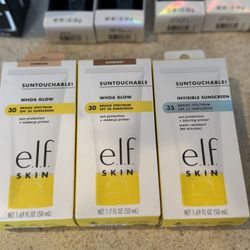 SUNBEAM
SUNTOUCHABLE!
WHOA GLOW
30 BROAD SPECTRUM
SPF 30 SUNSCREEN
sun protection
+ makeup primer
e.l.f.
SKIN
NET 1.69 FL OZ (50 mL)
SUNBURST
SUNTOUCHABLE!
WHOA GLOW
30 BROAD SPECTRUM
SPF 30 SUNSCREEN
sun protection
+ makeup primer
e.l.f.
SKIN
NET 1.7 FL OZ (50 mL)
SUNTOUCHABLE!
INVISIBLE SUNSCREEN
35 BROAD SPECTRUM
SPF 35 SUNSCREEN
sun protection
+ blurring primer
water-resistant
(80 minutes)
e.l.f.
SKIN
NET 1.69 FL OZ (50 mL)